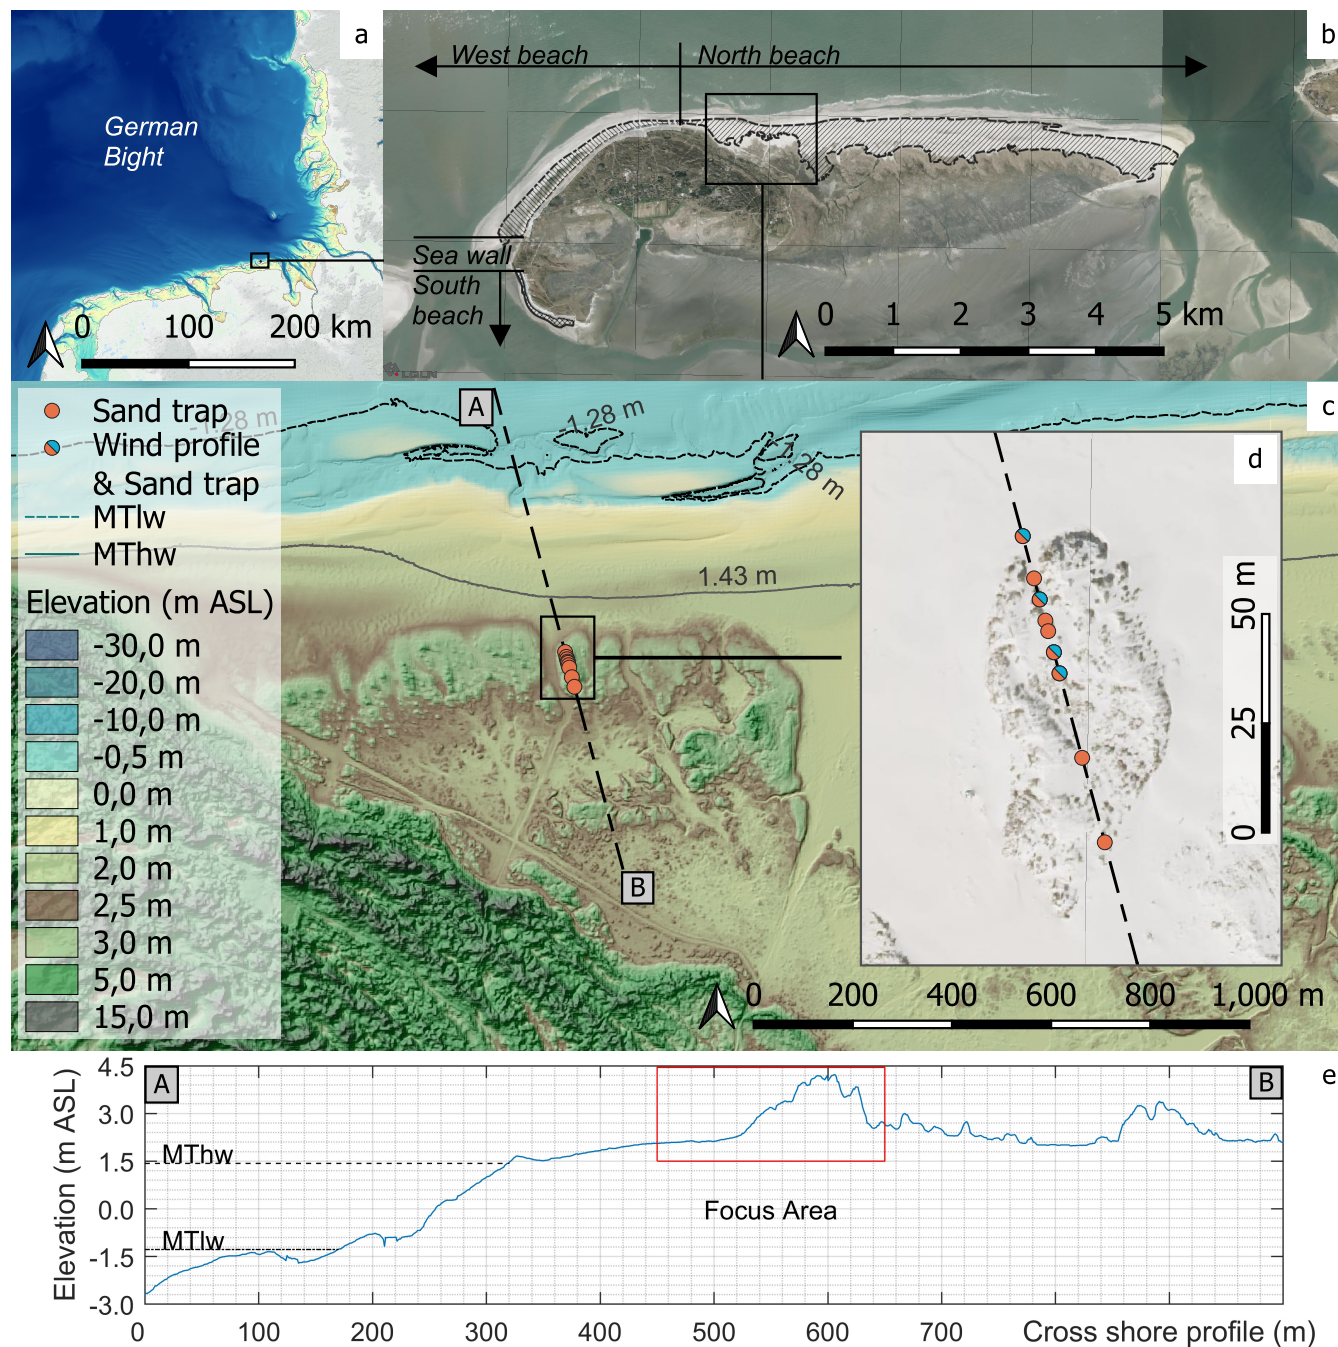 a
German
Bight
0 100 200 km
b
West beach
North beach
Sea wall
South
beach
0 1 2 3 4 5 km
c
Sand trap
Wind profile
& Sand trap
MTlw
MThw
Elevation (m ASL)
-30,0 m
-20,0 m
-10,0 m
-0,5 m
0,0 m
1,0 m
2,0 m
2,5 m
3,0 m
5,0 m
15,0 m
-1.28 m
A
-1.28 m
-1.28 m
1.43 m
B
d
0 25 50 m
0 200 400 600 800 1,000 m
e
Elevation (m ASL)
4.5
3.0
1.5
0.0
-1.5
-3.0
A
B
MThw
MTlw
Focus Area
0 100 200 300 400 500 600 700 Cross shore profile (m)